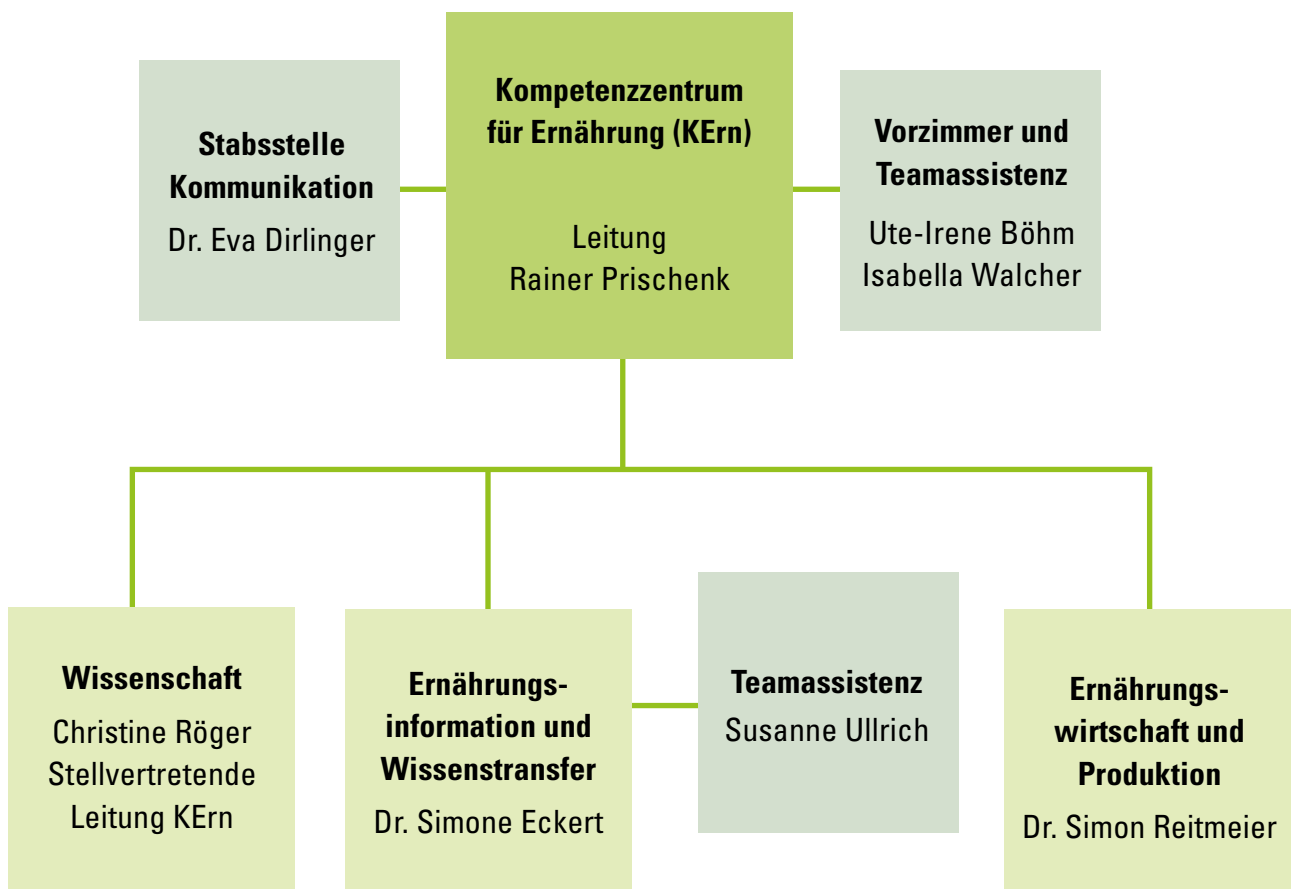 Kompetenzzentrum
für Ernährung (KErn)
Leitung
Rainer Prischenk
Stabsstelle
Kommunikation
Dr. Eva Dirlinger
Vorzimmer und
Teamassistenz
Ute-Irene Böhm
Isabella Walcher
Wissenschaft
Christine Röger
Stellvertretende
Leitung KErn
Ernährungs-
information und
Wissenstransfer
Dr. Simone Eckert
Teamassistenz
Susanne Ullrich
Ernährungs-
wirtschaft und
Produktion
Dr. Simon Reitmeier